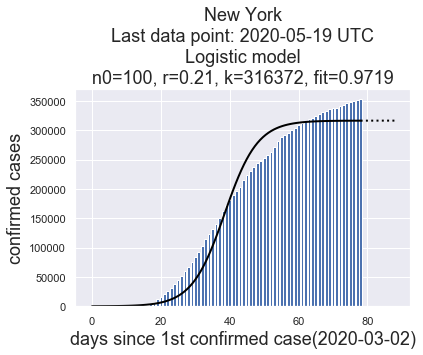 New York
Last data point: 2020-05-19 UTC
Logistic model
n0=100, r=0.21, k=316372, fit=0.9719
350000
300000
250000
200000
150000
100000
50000
0
confirmed cases
0 20 40 60 80
days since 1st confirmed case(2020-03-02)